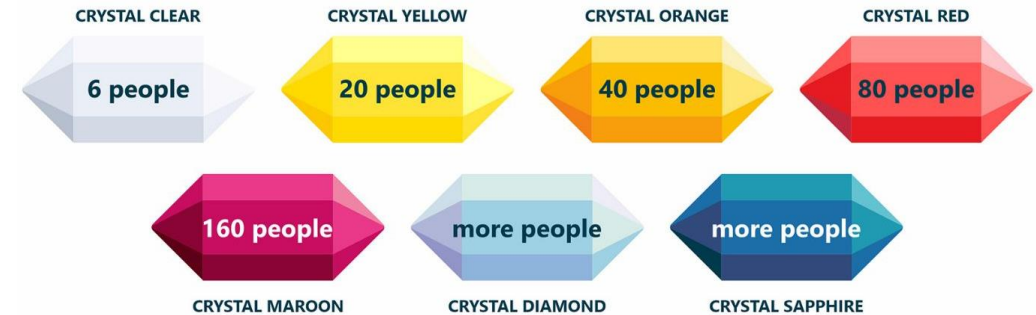 CRYSTAL CLEAR
CRYSTAL YELLOW
CRYSTAL ORANGE
CRYSTAL RED
6 people
20 people
40 people
80 people
160 people
more people
more people
CRYSTAL MAROON
CRYSTAL DIAMOND
CRYSTAL SAPPHIRE